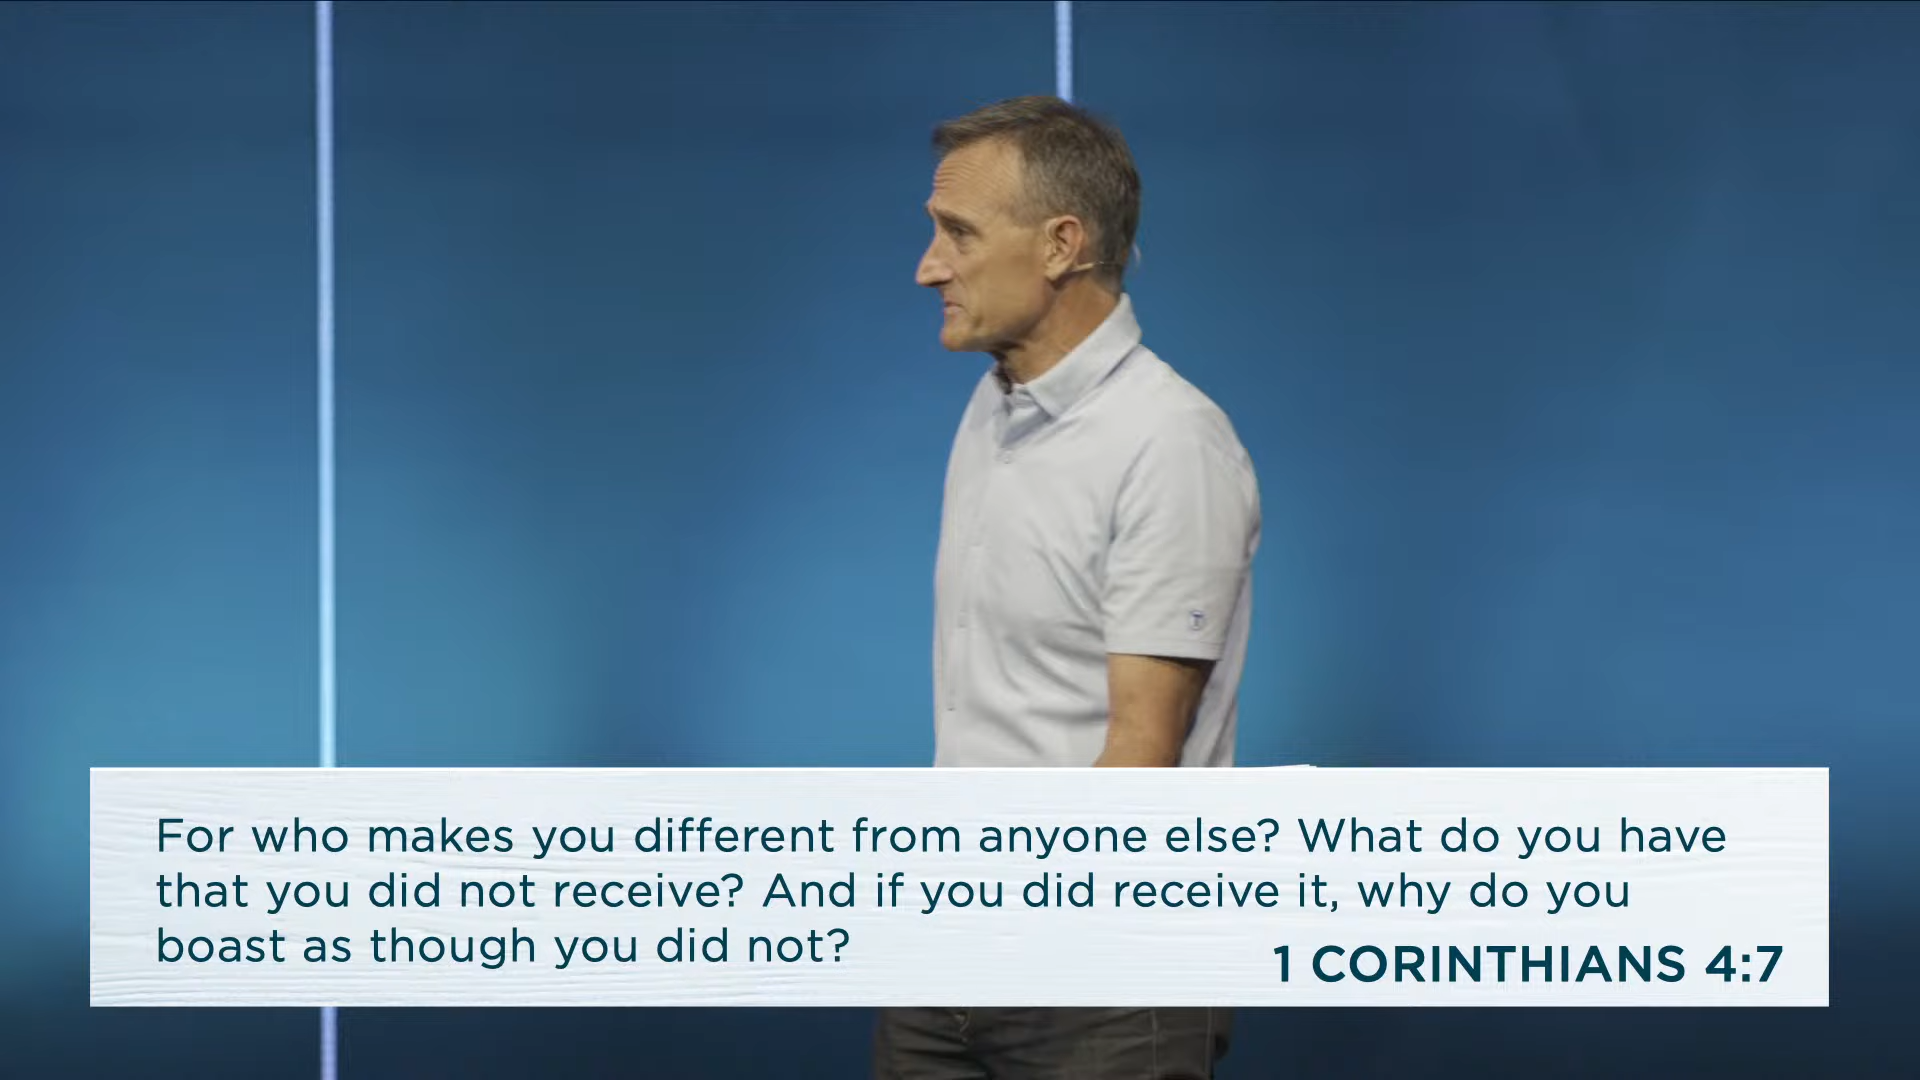 For who makes you different from anyone else? What do you have
that you did not receive? And if you did receive it, why do you
boast as though you did not?
1 CORINTHIANS 4:7